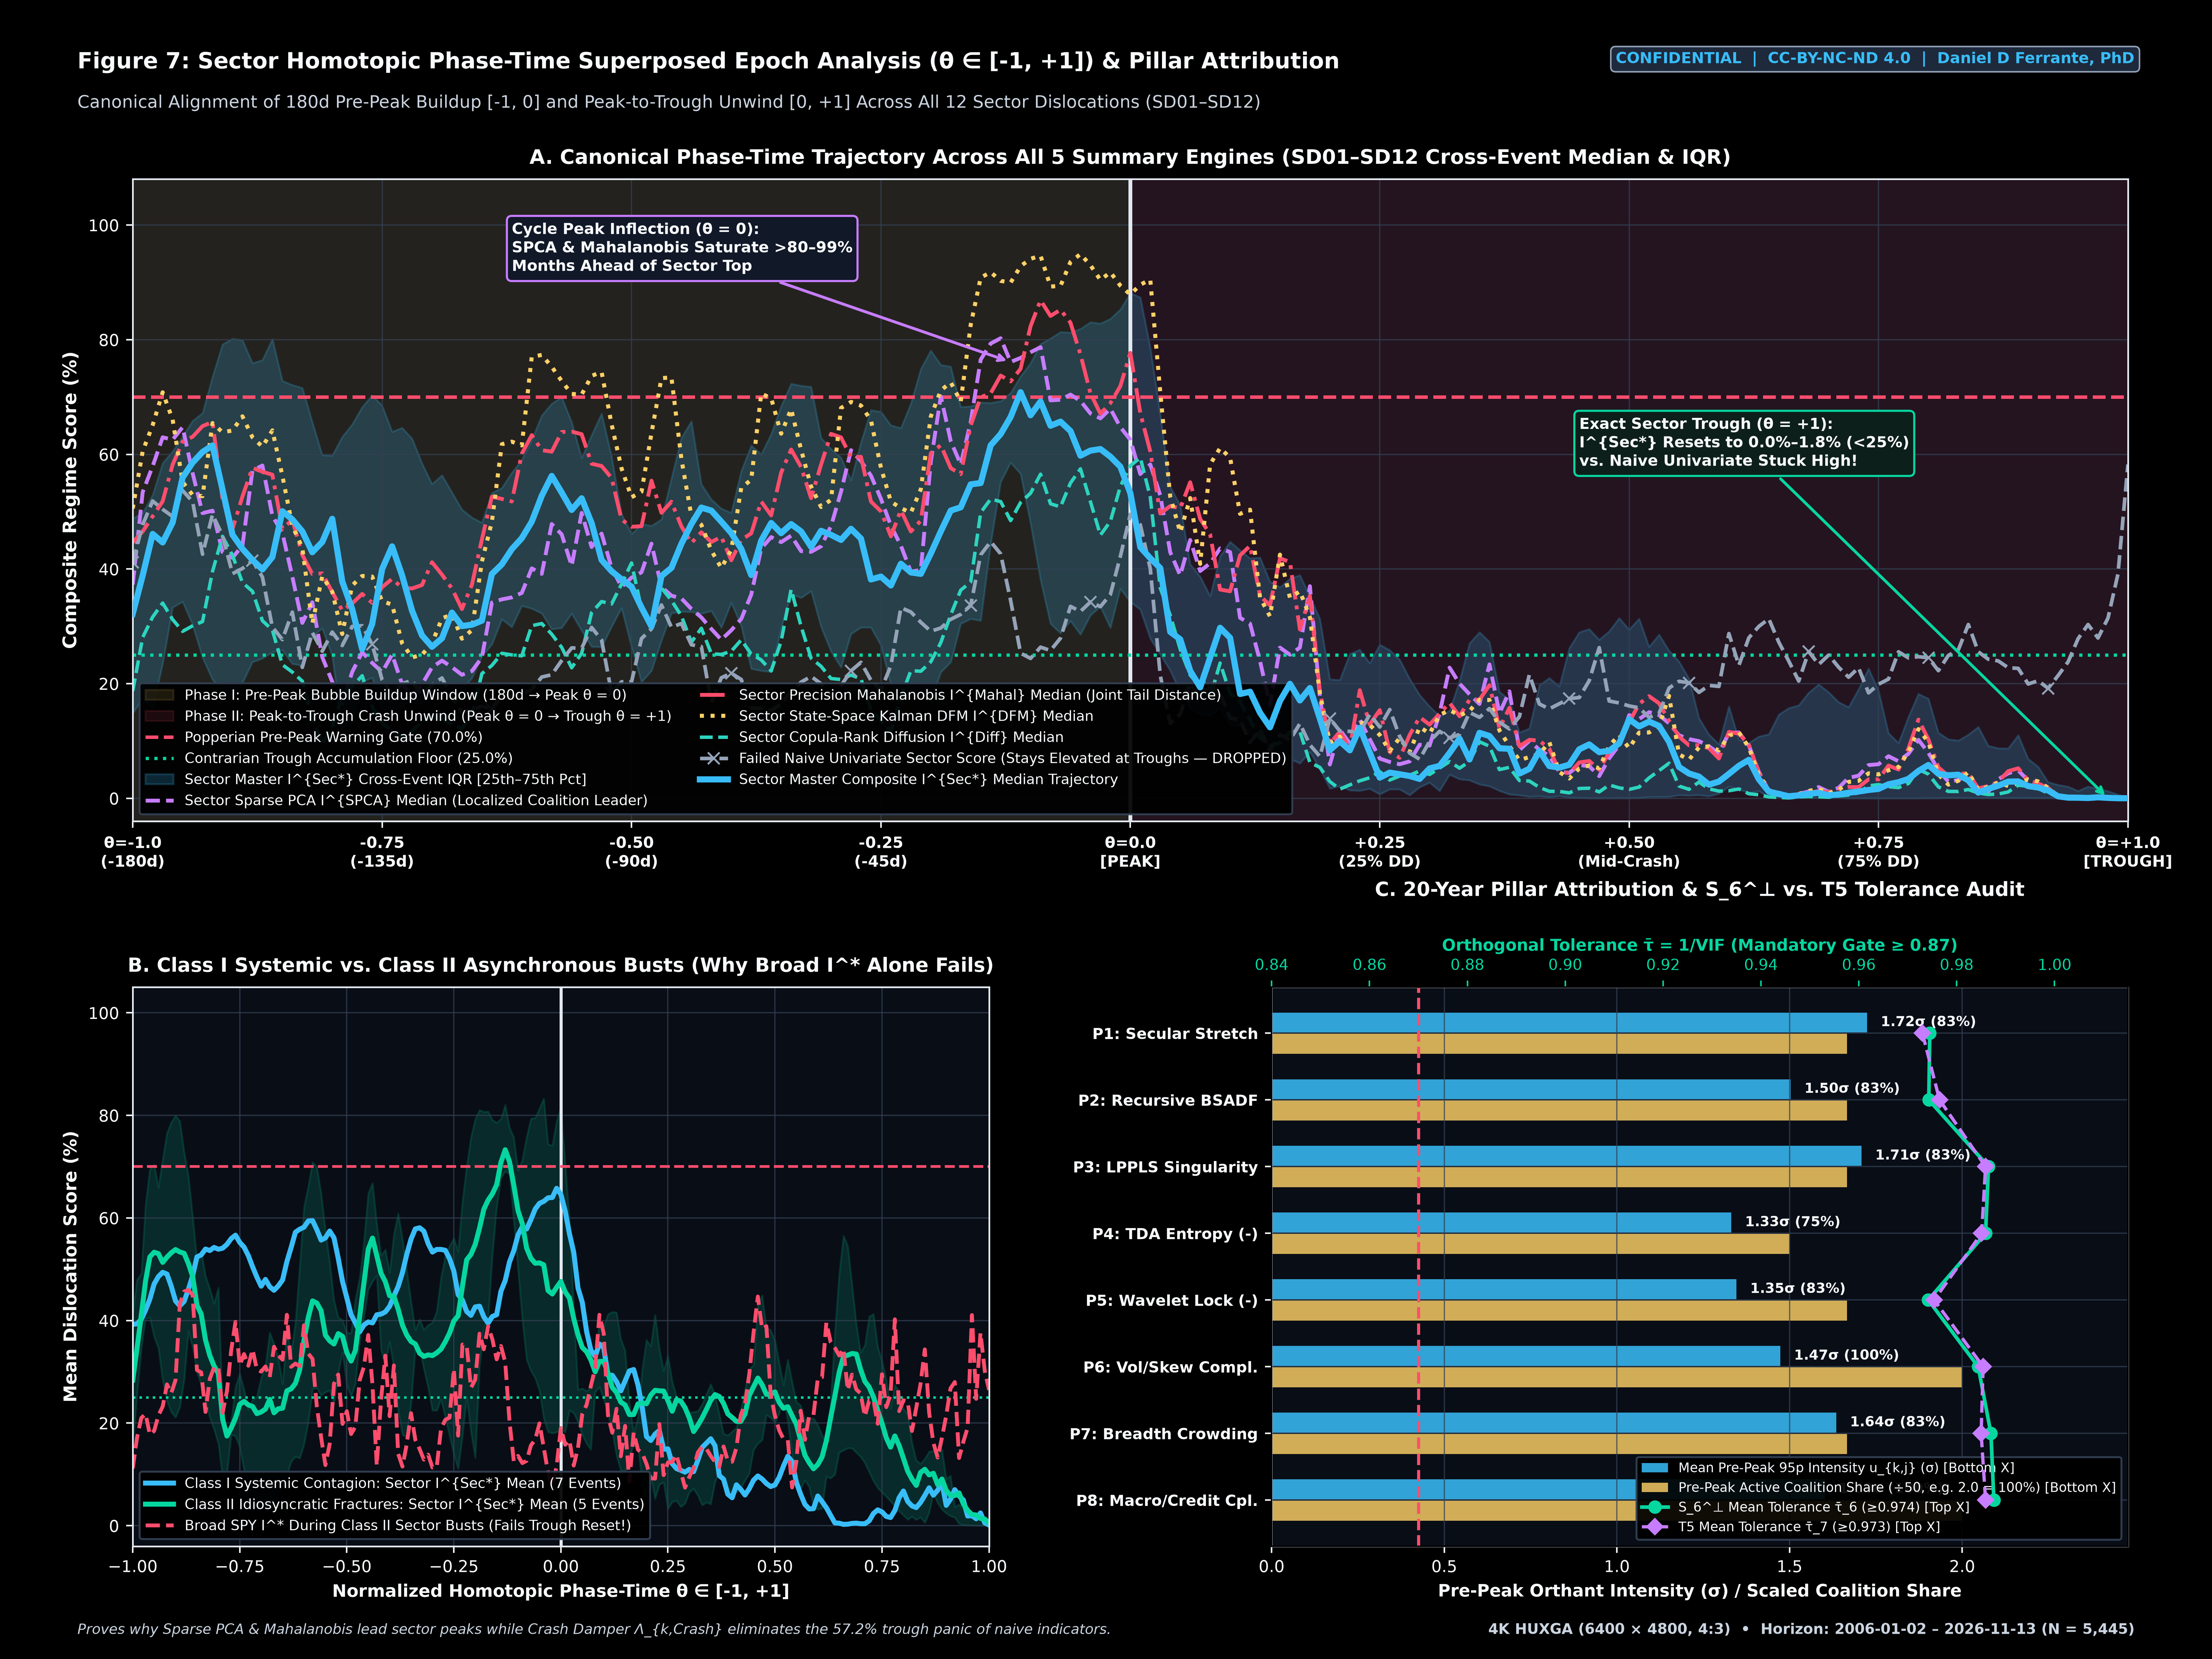 Figure 7: Sector Homotopic Phase-Time Superposed Epoch Analysis (θ ∈ [-1, +1]) & Pillar Attribution
CONFIDENTIAL | CC-BY-NC-ND 4.0 | Daniel D Ferrante, PhD
Canonical Alignment of 180d Pre-Peak Buildup [-1, 0] and Peak-to-Trough Unwind [0, +1] Across All 12 Sector Dislocations (SD01–SD12)
A. Canonical Phase-Time Trajectory Across All 5 Summary Engines (SD01–SD12 Cross-Event Median & IQR)
Composite Regime Score (%)
100
80
60
40
20
0
Cycle Peak Inflection (θ = 0):
SPCA & Mahalanobis Saturate >80–99%
Months Ahead of Sector Top
Exact Sector Trough (θ = +1):
I^{Sec*} Resets to 0.0%–1.8% (<25%)
vs. Naive Univariate Stuck High!
Phase I: Pre-Peak Bubble Buildup Window (180d → Peak θ = 0)
Phase II: Peak-to-Trough Crash Unwind (Peak θ = 0 → Trough θ = +1)
Popperian Pre-Peak Warning Gate (70.0%)
Contrarian Trough Accumulation Floor (25.0%)
Sector Master I^{Sec*} Cross-Event IQR [25th–75th Pct]
Sector Sparse PCA I^{SPCA} Median (Localized Coalition Leader)
Sector Precision Mahalanobis I^{Mahal} Median (Joint Tail Distance)
Sector State-Space Kalman DFM I^{DFM} Median
Sector Copula-Rank Diffusion I^{Diff} Median
Failed Naive Univariate Sector Score (Stays Elevated at Troughs — DROPPED)
Sector Master Composite I^{Sec*} Median Trajectory
θ=-1.0 -0.75 -0.50 -0.25 θ=0.0 +0.25 +0.50 +0.75 θ=+1.0
(-180d) (-135d) (-90d) (-45d) [PEAK] (25% DD) (Mid-Crash) (75% DD) [TROUGH]
B. Class I Systemic vs. Class II Asynchronous Busts (Why Broad I^* Alone Fails)
Mean Dislocation Score (%)
100
80
60
40
20
0
Class I Systemic Contagion: Sector I^{Sec*} Mean (7 Events)
Class II Idiosyncratic Fractures: Sector I^{Sec*} Mean (5 Events)
Broad SPY I^* During Class II Sector Busts (Fails Trough Reset!)
−1.00 −0.75 −0.50 −0.25 0.00 0.25 0.50 0.75 1.00
Normalized Homotopic Phase-Time θ ∈ [-1, +1]
C. 20-Year Pillar Attribution & S_6^⊥ vs. T5 Tolerance Audit
Orthogonal Tolerance τ̄ = 1/VIF (Mandatory Gate ≥ 0.87)
0.84 0.86 0.88 0.90 0.92 0.94 0.96 0.98 1.00
P1: Secular Stretch
1.72σ (83%)
P2: Recursive BSADF
1.50σ (83%)
P3: LPPLS Singularity
1.71σ (83%)
P4: TDA Entropy (-)
1.33σ (75%)
P5: Wavelet Lock (-)
1.35σ (83%)
P6: Vol/Skew Compl.
1.47σ (100%)
P7: Breadth Crowding
1.64σ (83%)
P8: Macro/Credit Cpl.
Mean Pre-Peak 95p Intensity u_{k,j} (σ) [Bottom X]
Pre-Peak Active Coalition Share (÷50, e.g. 2.0 = 100%) [Bottom X]
S_6^⊥ Mean Tolerance τ̄_6 (≥0.974) [Top X]
T5 Mean Tolerance τ̄_7 (≥0.973) [Top X]
0.0 0.5 1.0 1.5 2.0
Pre-Peak Orthant Intensity (σ) / Scaled Coalition Share
Proves why Sparse PCA & Mahalanobis lead sector peaks while Crash Damper Λ_{k,Crash} eliminates the 57.2% trough panic of naive indicators.
4K HUXGA (6400 × 4800, 4:3) • Horizon: 2006-01-02 – 2026-11-13 (N = 5,445)